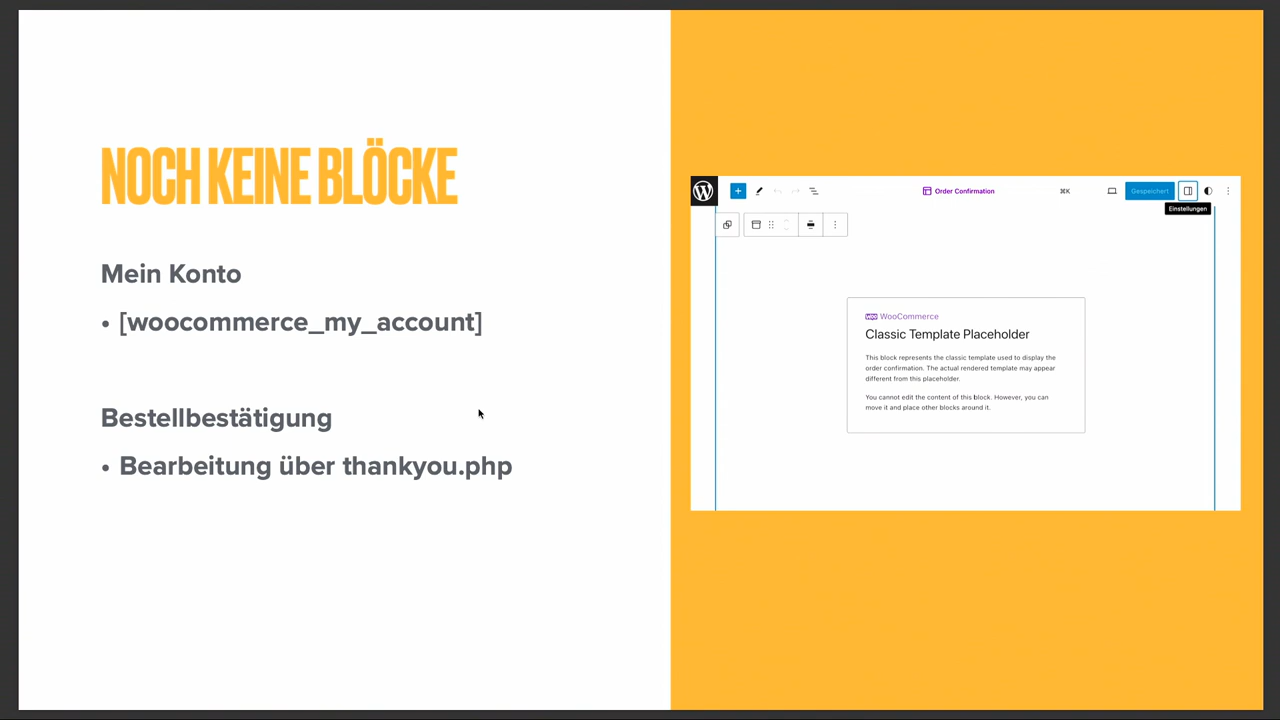 NOCH KEINE BLÖCKE
Mein Konto
• [woocommerce_my_account]
Bestellbestätigung
• Bearbeitung über thankyou.php
Order Confirmation
⌘K
Gespeichert
Einstellungen
WOO WooCommerce
Classic Template Placeholder
This block represents the classic template used to display the
order confirmation. The actual rendered template may appear
different from this placeholder.
You cannot edit the content of this block. However, you can
move it and place other blocks around it.